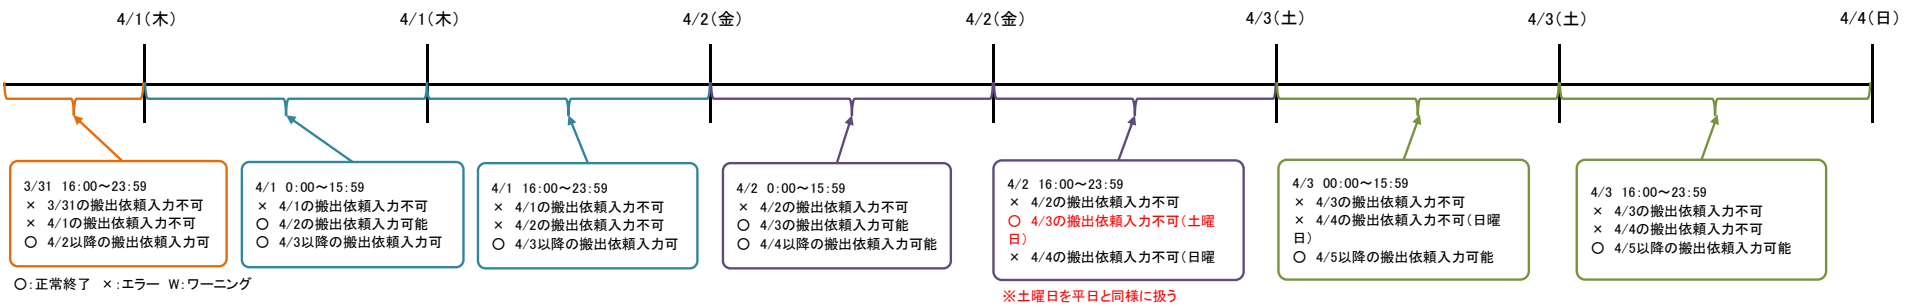 4/1(木)
4/1(木)
4/2(金)
4/2(金)
4/3(土)
4/3(土)
4/4(日)
3/31 16:00～23:59
× 3/31の搬出依頼入力不可
× 4/1の搬出依頼入力不可
○ 4/2以降の搬出依頼入力可
4/1 0:00～15:59
× 4/1の搬出依頼入力不可
○ 4/2の搬出依頼入力可能
○ 4/3以降の搬出依頼入力可
4/1 16:00～23:59
× 4/1の搬出依頼入力不可
× 4/2の搬出依頼入力不可
○ 4/3以降の搬出依頼入力可
4/2 0:00～15:59
× 4/2の搬出依頼入力不可
○ 4/3の搬出依頼入力可能
○ 4/4以降の搬出依頼入力可能
4/2 16:00～23:59
× 4/2の搬出依頼入力不可
○ 4/3の搬出依頼入力不可(土曜
日)
× 4/4の搬出依頼入力不可(日曜
4/3 00:00～15:59
× 4/3の搬出依頼入力不可
× 4/4の搬出依頼入力不可(日曜
日)
○ 4/5以降の搬出依頼入力可能
4/3 16:00～23:59
× 4/3の搬出依頼入力不可
× 4/4の搬出依頼入力不可
○ 4/5以降の搬出依頼入力可能
○:正常終了 ×:エラー W:ワーニング
※土曜日を平日と同様に扱う